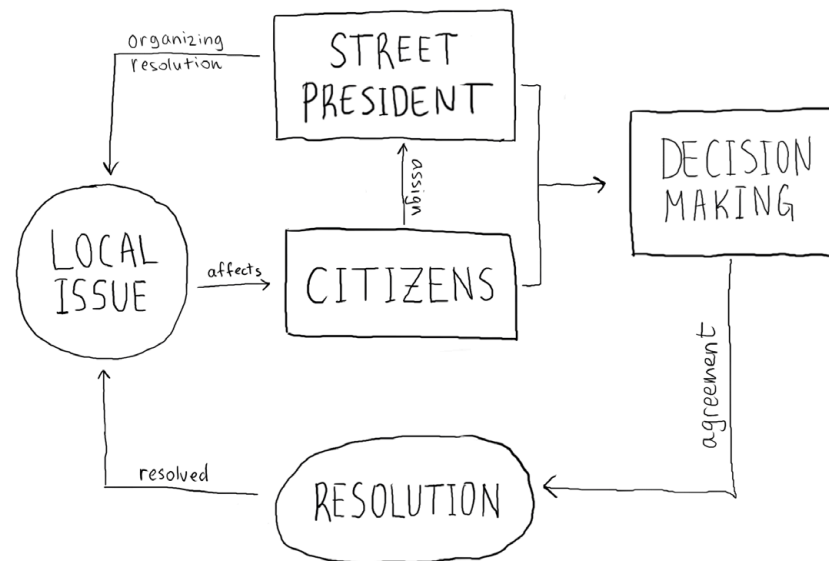 organizing
resolution
STREET
PRESIDENT
DECISION
MAKING
assign
LOCAL
ISSUE
affects
CITIZENS
agreement
resolved
RESOLUTION